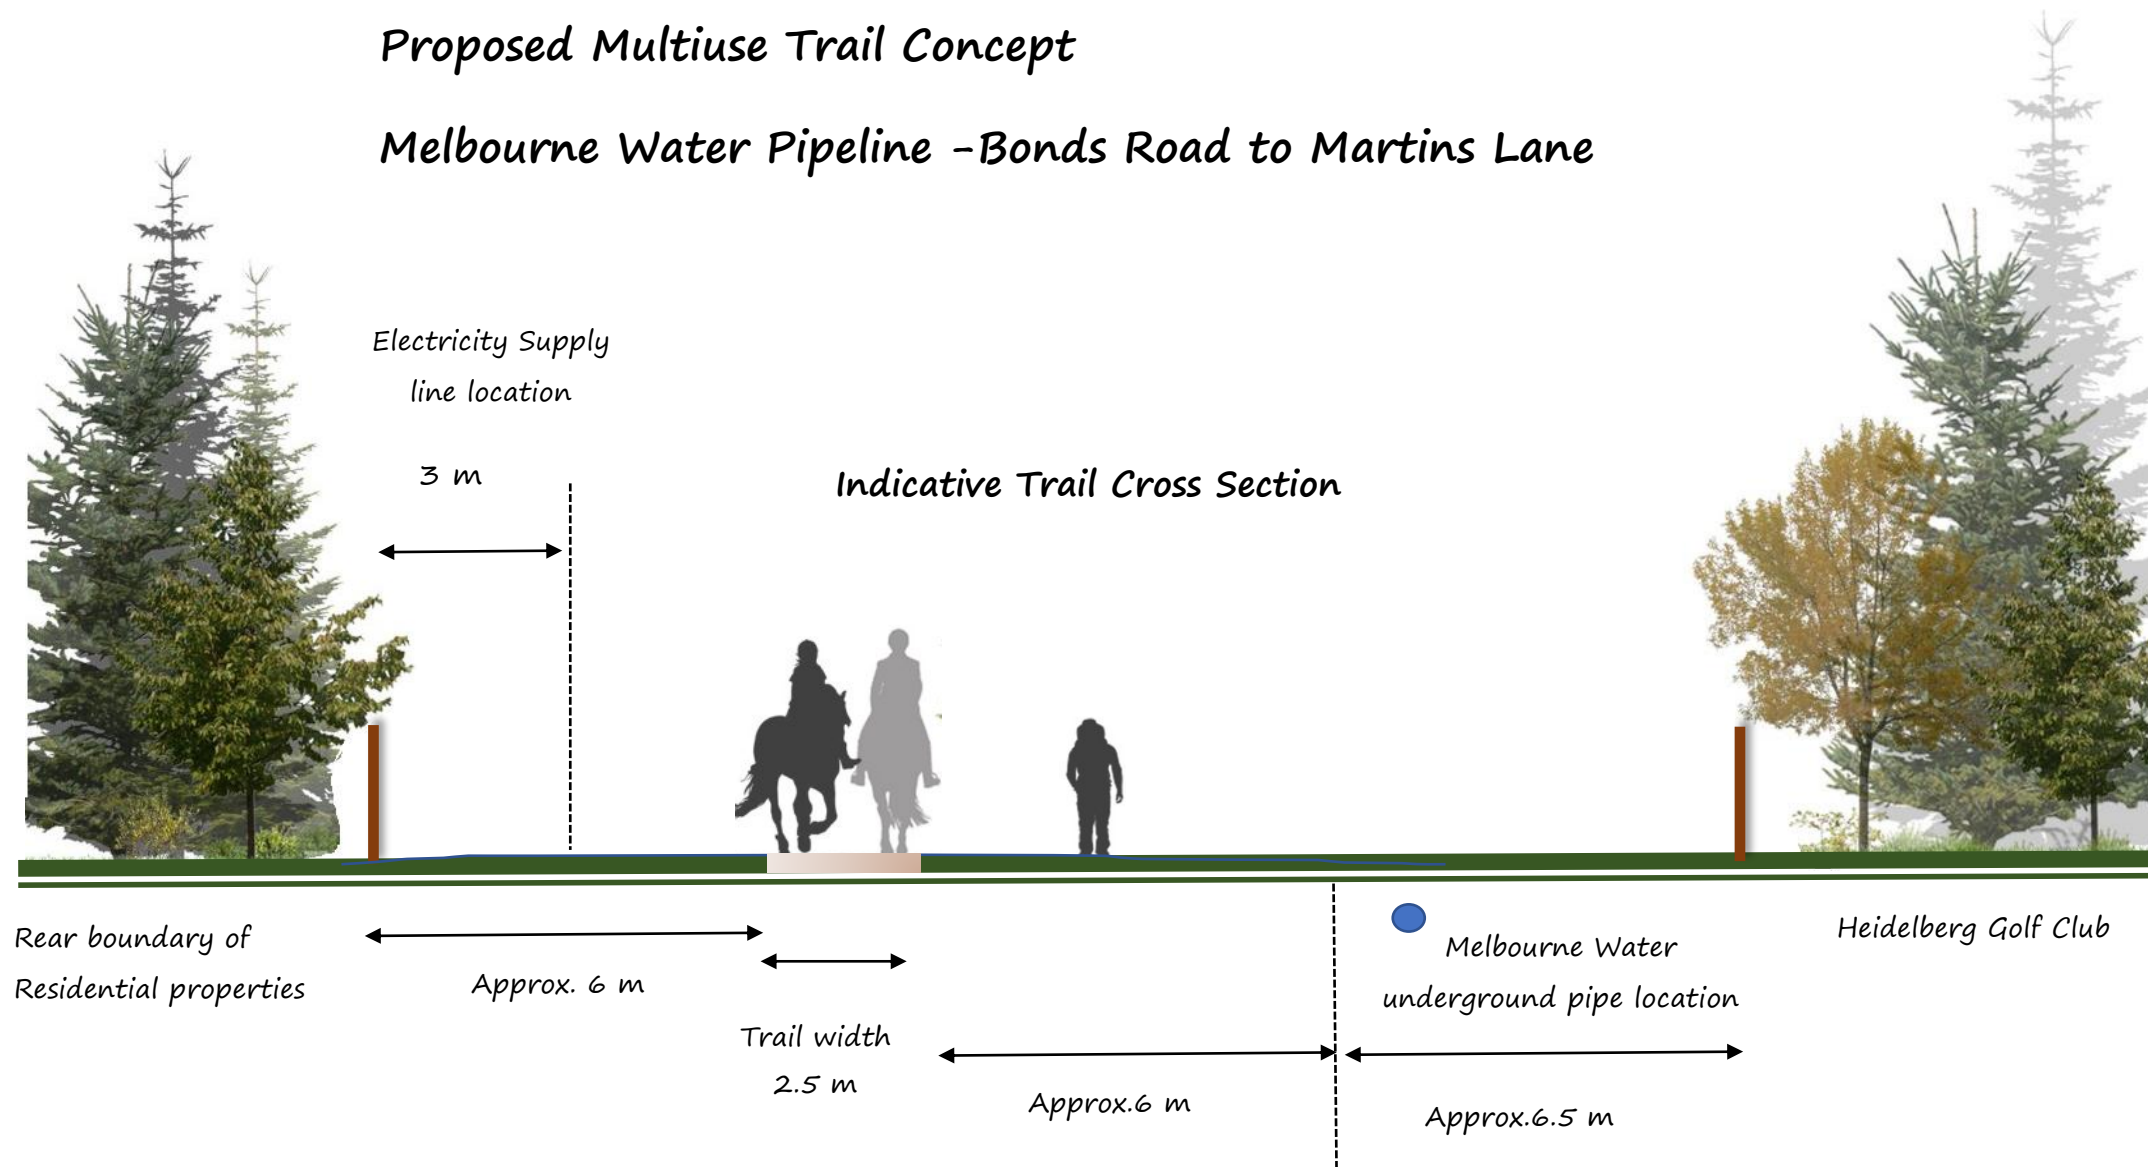 Proposed Multiuse Trail Concept
Melbourne Water Pipeline -Bonds Road to Martins Lane
Electricity Supply
line location
3 m
Indicative Trail Cross Section
Rear boundary of
Residential properties
Approx. 6 m
Trail width
2.5 m
Approx.6 m
Melbourne Water
underground pipe location
Approx.6.5 m
Heidelberg Golf Club